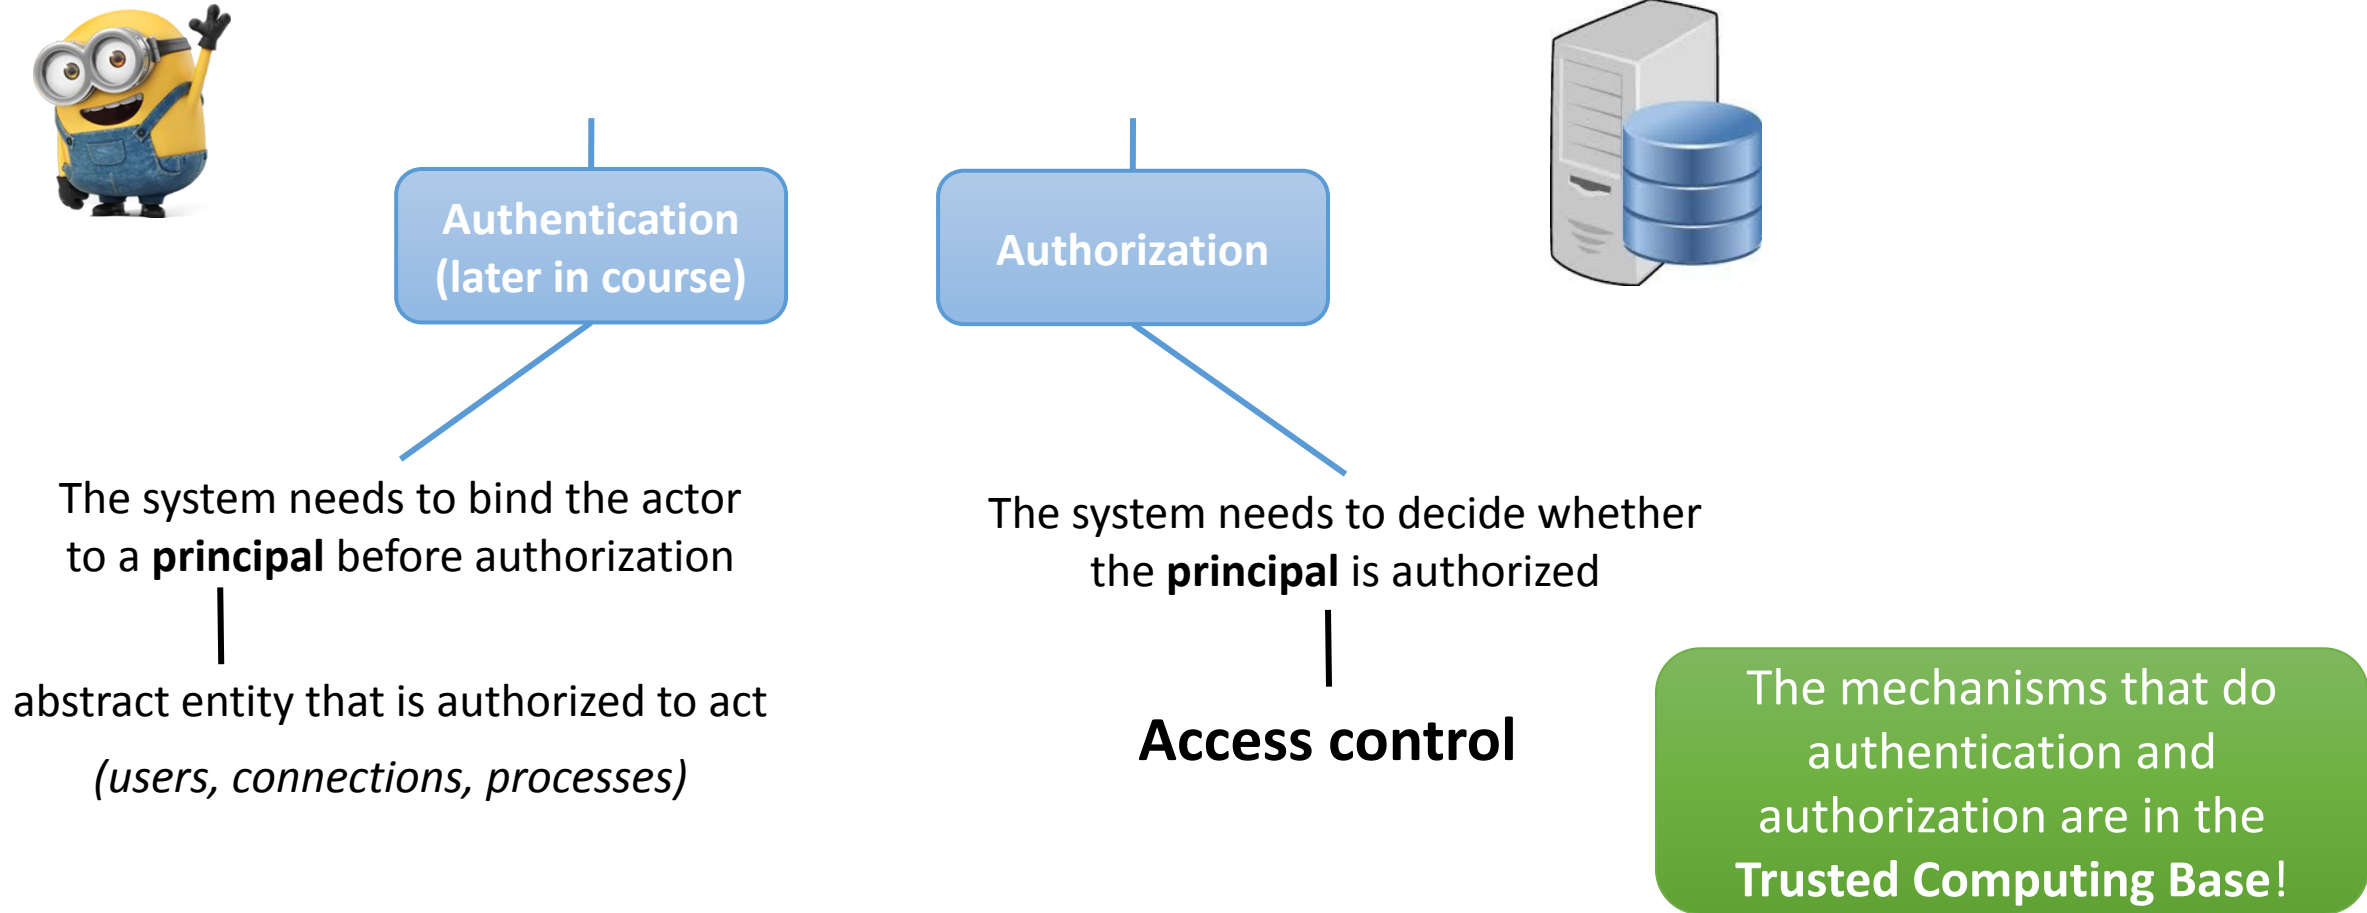 Authentication
(later in course)
Authorization
The system needs to bind the actor
to a principal before authorization
abstract entity that is authorized to act
(users, connections, processes)
The system needs to decide whether
the principal is authorized
Access control
The mechanisms that do
authentication and
authorization are in the
Trusted Computing Base!